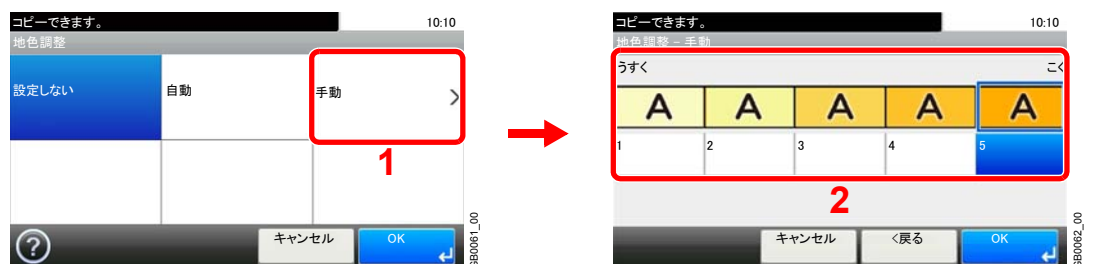 コピーできます。
10:10
地色調整
設定しない
自動
手動
1
キャンセル
OK
GB0061_00
コピーできます。
10:10
地色調整 - 手動
うすく
こく
A A A A A
1 2 3 4 5
2
キャンセル
<戻る
OK
GB0062_00